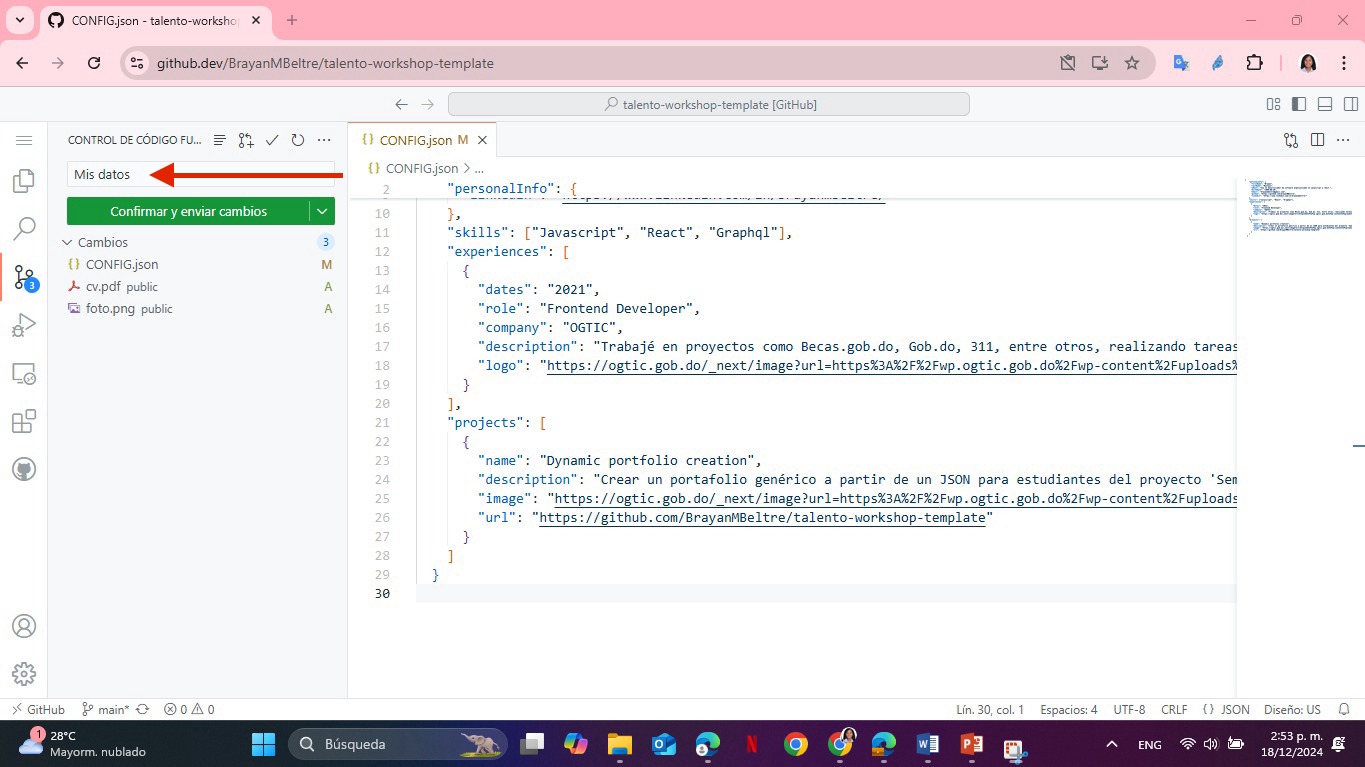 CONFIG.json - talento-workshop
github.dev/BrayanMBeltre/talento-workshop-template
talento-workshop-template [GitHub]
CONTROL DE CÓDIGO FU...
CONFIG.json M
Mis datos
CONFIG.json > ...
Confirmar y enviar cambios
Cambios 3
CONFIG.json M
cv.pdf public A
foto.png public A
3
2 "personalInfo": {
10 },
11 "skills": ["Javascript", "React", "Graphql"],
12 "experiences": [
13 {
14 "dates": "2021",
15 "role": "Frontend Developer",
16 "company": "OGTIC",
17 "description": "Trabajé en proyectos como Becas.gob.do, Gob.do, 311, entre otros, realizando tareas
18 "logo": "https://ogtic.gob.do/_next/image?url=https%3A%2F%2Fwp.ogtic.gob.do%2Fwp-content%2Fuploads%
19 }
20 ],
21 "projects": [
22 {
23 "name": "Dynamic portfolio creation",
24 "description": "Crear un portafolio genérico a partir de un JSON para estudiantes del proyecto 'Sem
25 "image": "https://ogtic.gob.do/_next/image?url=https%3A%2F%2Fwp.ogtic.gob.do%2Fwp-content%2Fuploads
26 "url": "https://github.com/BrayanMBeltre/talento-workshop-template"
27 }
28 ]
29 }
30
GitHub main* 0 0
Lín. 30, col. 1 Espacios: 4 UTF-8 CRLF { } JSON Diseño: US
1
28°C
Mayorm. nublado
Búsqueda
ENG
2:53 p. m.
18/12/2024